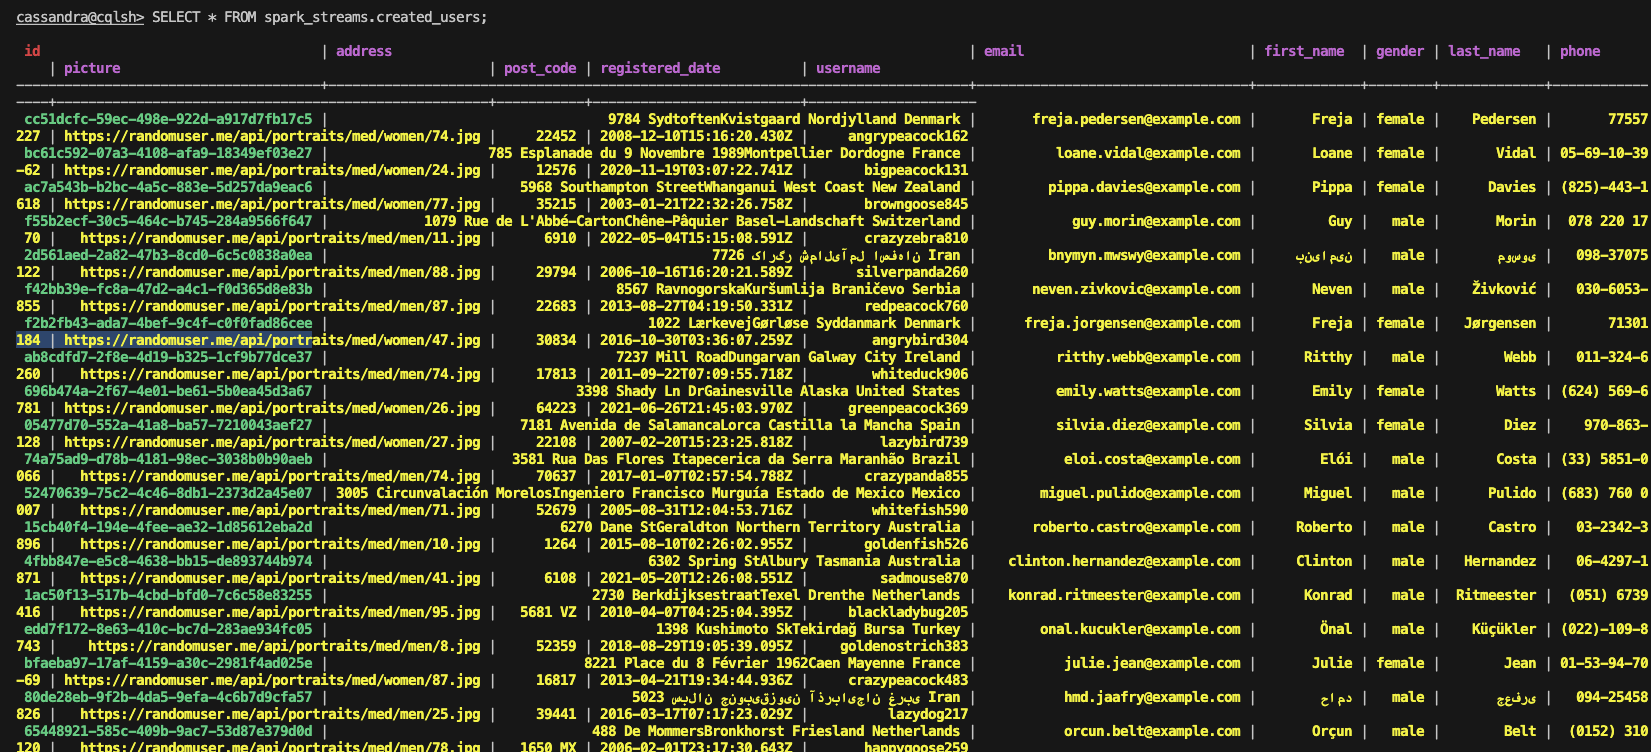 cassandra@cqlsh> SELECT * FROM spark_streams.created_users;
id | address | email | first_name | gender | last_name | phone
| picture | post_code | registered_date | username
cc51dcfc-59ec-498e-922d-a917d7fb17c5 | 9784 SydtoftenKvistgaard Nordjylland Denmark | freja.pedersen@example.com | Freja | female | Pedersen | 77557
227 | https://randomuser.me/api/portraits/med/women/74.jpg | 22452 | 2008-12-10T15:16:20.430Z | angrypeacock162
bc61c592-07a3-4108-afa9-18349ef03e27 | 785 Esplanade du 9 Novembre 1989Montpellier Dordogne France | loane.vidal@example.com | Loane | female | Vidal | 05-69-10-39
-62 | https://randomuser.me/api/portraits/med/women/24.jpg | 12576 | 2020-11-19T03:07:22.741Z | bigpeacock131
ac7a543b-b2bc-4a5c-883e-5d257da9eac6 | 5968 Southampton StreetWhanganui West Coast New Zealand | pippa.davies@example.com | Pippa | female | Davies | (825)-443-1
618 | https://randomuser.me/api/portraits/med/women/77.jpg | 35215 | 2003-01-21T22:32:26.758Z | browngoose845
f55b2ecf-30c5-464c-b745-284a9566f647 | 1079 Rue de L'Abbé-CartonChêne-Pâquier Basel-Landschaft Switzerland | guy.morin@example.com | Guy | male | Morin | 078 220 17
70 | https://randomuser.me/api/portraits/med/men/11.jpg | 6910 | 2022-05-04T15:15:08.591Z | crazyzebra810
2d561aed-2a82-47b3-8cd0-6c5c0838a0ea | 7726 کارگر شمالیآمل اصفهان Iran | bnymyn.mwswy@example.com | بنیامین | male | موسوی | 098-37075
122 | https://randomuser.me/api/portraits/med/men/88.jpg | 29794 | 2006-10-16T16:20:21.589Z | silverpanda260
f42bb39e-fc8a-47d2-a4c1-f0d365d8e83b | 8567 RavnogorskaKuršumlija Braničevo Serbia | neven.zivkovic@example.com | Neven | male | Živković | 030-6053-
855 | https://randomuser.me/api/portraits/med/men/87.jpg | 22683 | 2013-08-27T04:19:50.331Z | redpeacock760
f2b2fb43-ada7-4bef-9c4f-c0f0fad86cee | 1022 LærkevejGørløse Syddanmark Denmark | freja.jorgensen@example.com | Freja | female | Jørgensen | 71301
184 | https://randomuser.me/api/portraits/med/women/47.jpg | 30834 | 2016-10-30T03:36:07.259Z | angrybird304
ab8cdfd7-2f8e-4d19-b325-1cf9b77dce37 | 7237 Mill RoadDungarvan Galway City Ireland | ritthy.webb@example.com | Ritthy | male | Webb | 011-324-6
260 | https://randomuser.me/api/portraits/med/men/74.jpg | 17813 | 2011-09-22T07:09:55.718Z | whiteduck906
696b474a-2f67-4e01-be61-5b0ea45d3a67 | 3398 Shady Ln DrGainesville Alaska United States | emily.watts@example.com | Emily | female | Watts | (624) 569-6
781 | https://randomuser.me/api/portraits/med/women/26.jpg | 64223 | 2021-06-26T21:45:03.970Z | greenpeacock369
05477d70-552a-41a8-ba57-7210043aef27 | 7181 Avenida de SalamancaLorca Castilla la Mancha Spain | silvia.diez@example.com | Silvia | female | Diez | 970-863-
128 | https://randomuser.me/api/portraits/med/women/27.jpg | 22108 | 2007-02-20T15:23:25.818Z | lazybird739
74a75ad9-d78b-4181-98ec-3038b0b90aeb | 3581 Rua Das Flores Itapecerica da Serra Maranhão Brazil | eloi.costa@example.com | Elói | male | Costa | (33) 5851-0
066 | https://randomuser.me/api/portraits/med/men/74.jpg | 70637 | 2017-01-07T02:57:54.788Z | crazypanda855
52470639-75c2-4c46-8db1-2373d2a45e07 | 3005 Circunvalación MorelosIngeniero Francisco Murguía Estado de Mexico Mexico | miguel.pulido@example.com | Miguel | male | Pulido | (683) 760 0
007 | https://randomuser.me/api/portraits/med/men/71.jpg | 52679 | 2005-08-31T12:04:53.716Z | whitefish590
15cb40f4-194e-4fee-ae32-1d85612eba2d | 6270 Dane StGeraldton Northern Territory Australia | roberto.castro@example.com | Roberto | male | Castro | 03-2342-3
896 | https://randomuser.me/api/portraits/med/men/10.jpg | 1264 | 2015-08-10T02:26:02.955Z | goldenfish526
4fbb847e-e5c8-4638-bb15-de893744b974 | 6302 Spring StAlbury Tasmania Australia | clinton.hernandez@example.com | Clinton | male | Hernandez | 06-4297-1
871 | https://randomuser.me/api/portraits/med/men/41.jpg | 6108 | 2021-05-20T12:26:08.551Z | sadmouse870
1ac50f13-517b-4cbd-bfd0-7c6c58e83255 | 2730 BerkdijksestraatTexel Drenthe Netherlands | konrad.ritmeester@example.com | Konrad | male | Ritmeester | (051) 6739
416 | https://randomuser.me/api/portraits/med/men/95.jpg | 5681 VZ | 2010-04-07T04:25:04.395Z | blackladybug205
edd7f172-8e63-410c-bc7d-283ae934fc05 | 1398 Kushimoto SkTekirdağ Bursa Turkey | onal.kucukler@example.com | Önal | male | Küçükler | (022)-109-8
743 | https://randomuser.me/api/portraits/med/men/8.jpg | 52359 | 2018-08-29T19:05:39.095Z | goldenostrich383
bfaeba97-17af-4159-a30c-2981f4ad025e | 8221 Place du 8 Février 1962Caen Mayenne France | julie.jean@example.com | Julie | female | Jean | 01-53-94-70
-69 | https://randomuser.me/api/portraits/med/women/87.jpg | 16817 | 2013-04-21T19:34:44.936Z | crazypeacock483
80de28eb-9f2b-4da5-9efa-4c6b7d9cfa57 | 5023 سبلان جنوبیقزوین آذربایجان غربی Iran | hmd.jaafry@example.com | حامد | male | جعفری | 094-25458
826 | https://randomuser.me/api/portraits/med/men/25.jpg | 39441 | 2016-03-17T07:17:23.029Z | lazydog217
65448921-585c-409b-9ac7-53d87e379d0d | 488 De MommersBronkhorst Friesland Netherlands | orcun.belt@example.com | Orçun | male | Belt | (0152) 310
120 | https://randomuser.me/api/portraits/med/men/78.jpg | 1650 MX | 2006-02-01T23:17:30.643Z | happygoose259